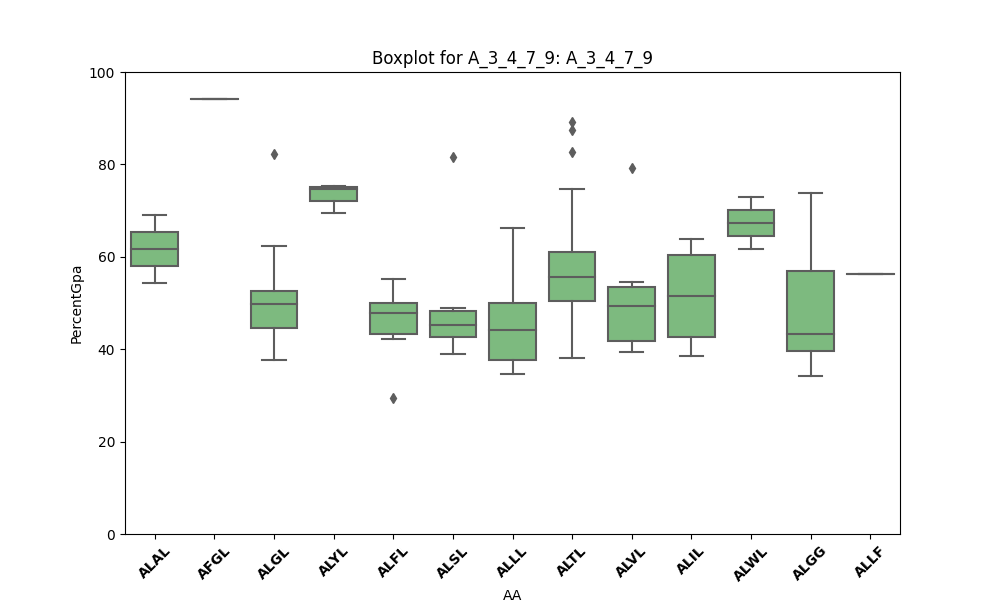 Boxplot for A_3_4_7_9: A_3_4_7_9
PercentGpa
100
80
60
40
20
0
ALAL AFGL ALGL ALYL ALFL ALSL ALLL ALTL ALVL ALIL ALWL ALGG ALLF
AA